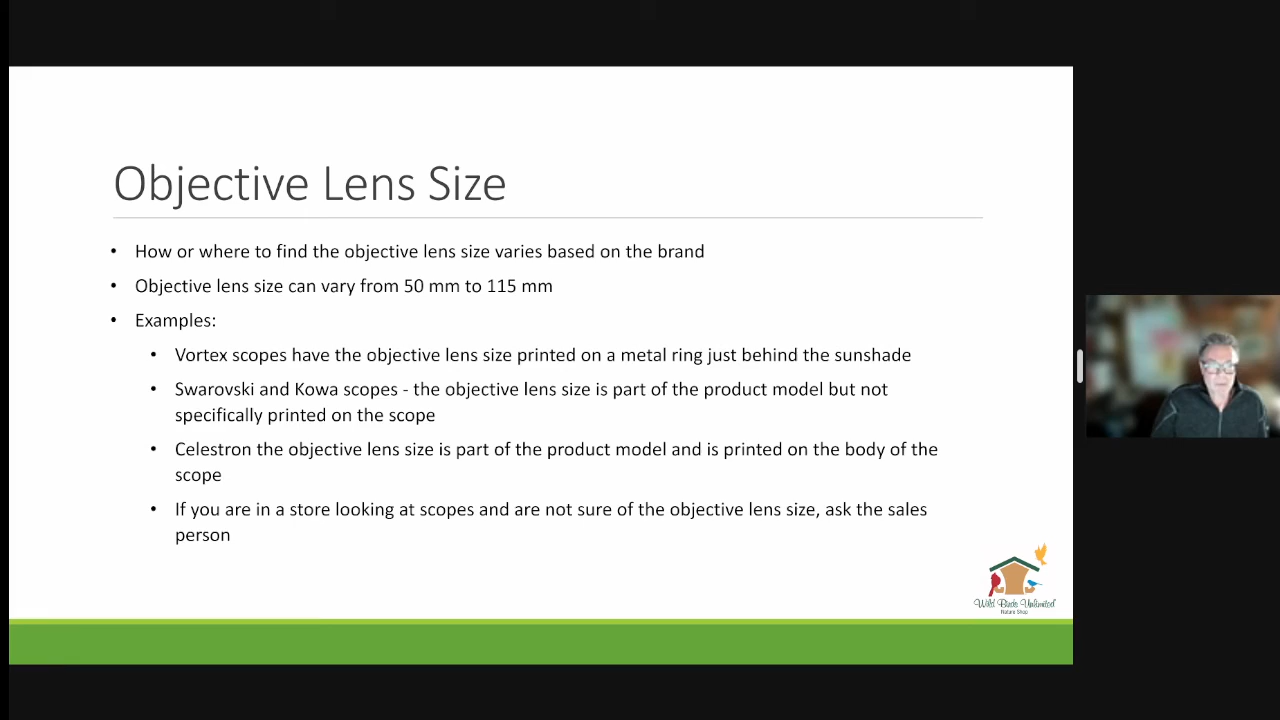 Objective Lens Size
• How or where to find the objective lens size varies based on the brand
• Objective lens size can vary from 50 mm to 115 mm
• Examples:
• Vortex scopes have the objective lens size printed on a metal ring just behind the sunshade
• Swarovski and Kowa scopes - the objective lens size is part of the product model but not
specifically printed on the scope
• Celestron the objective lens size is part of the product model and is printed on the body of the
scope
• If you are in a store looking at scopes and are not sure of the objective lens size, ask the sales
person
Wild Birds Unlimited
Nature Shop